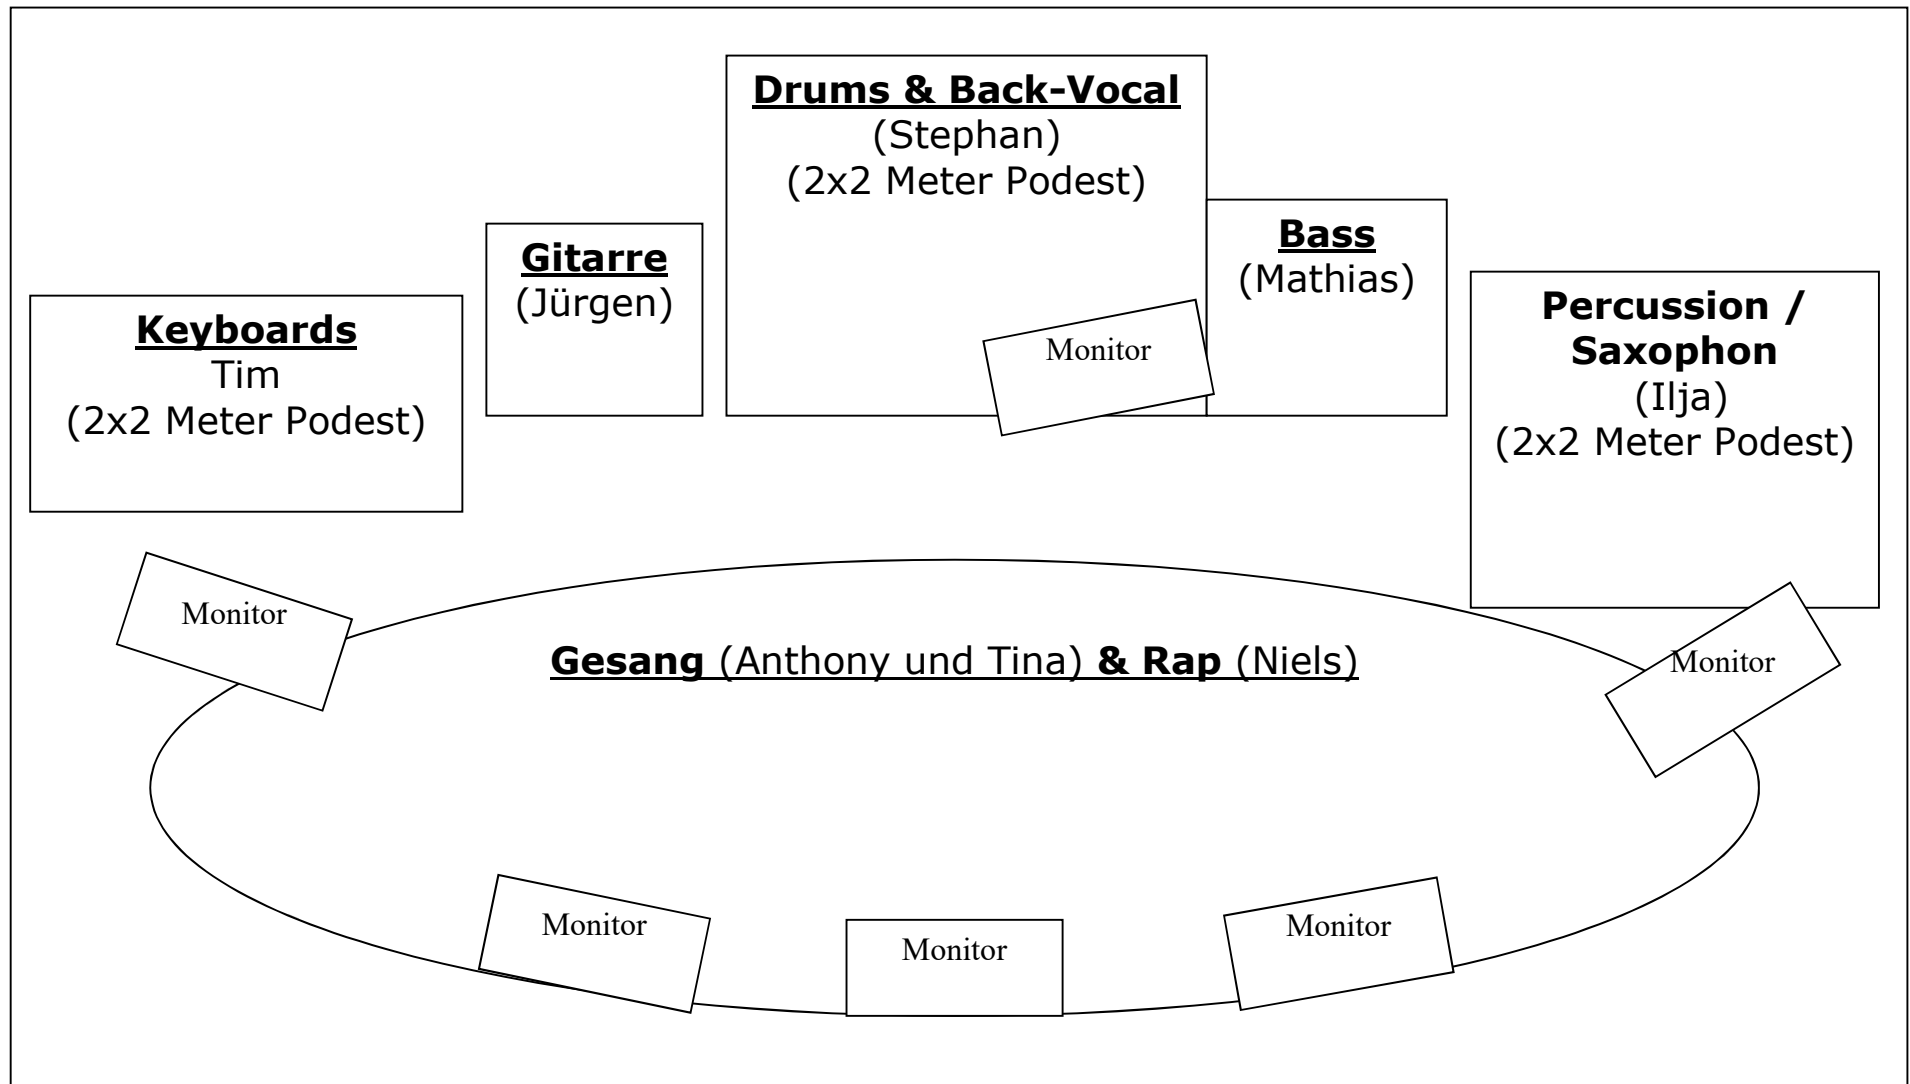 Drums & Back-Vocal
(Stephan)
(2x2 Meter Podest)
Gitarre
(Jürgen)
Bass
(Mathias)
Keyboards
Tim
(2x2 Meter Podest)
Monitor
Percussion /
Saxophon
(Ilja)
(2x2 Meter Podest)
Monitor
Gesang (Anthony und Tina) & Rap (Niels)
Monitor
Monitor
Monitor
Monitor